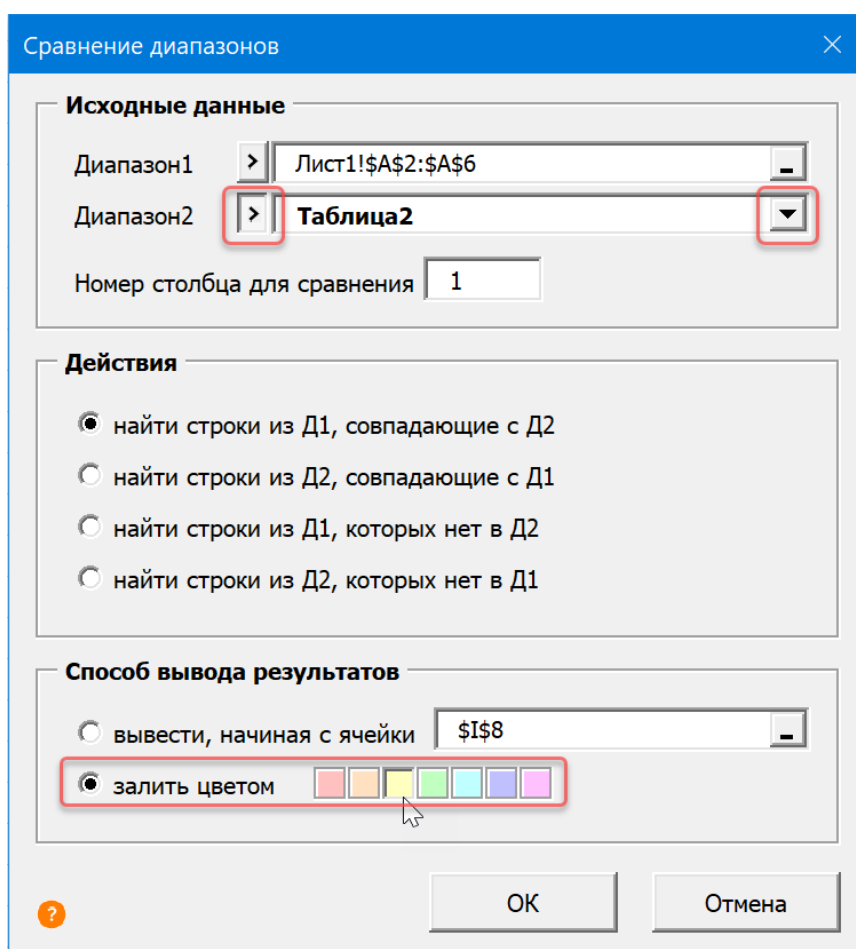 Сравнение диапазонов
Исходные данные
Диапазон1 > Лист1!$A$2:$A$6
Диапазон2 > Таблица2
Номер столбца для сравнения 1
Действия
найти строки из Д1, совпадающие с Д2
найти строки из Д2, совпадающие с Д1
найти строки из Д1, которых нет в Д2
найти строки из Д2, которых нет в Д1
Способ вывода результатов
вывести, начиная с ячейки $I$8
залить цветом
? ОК Отмена